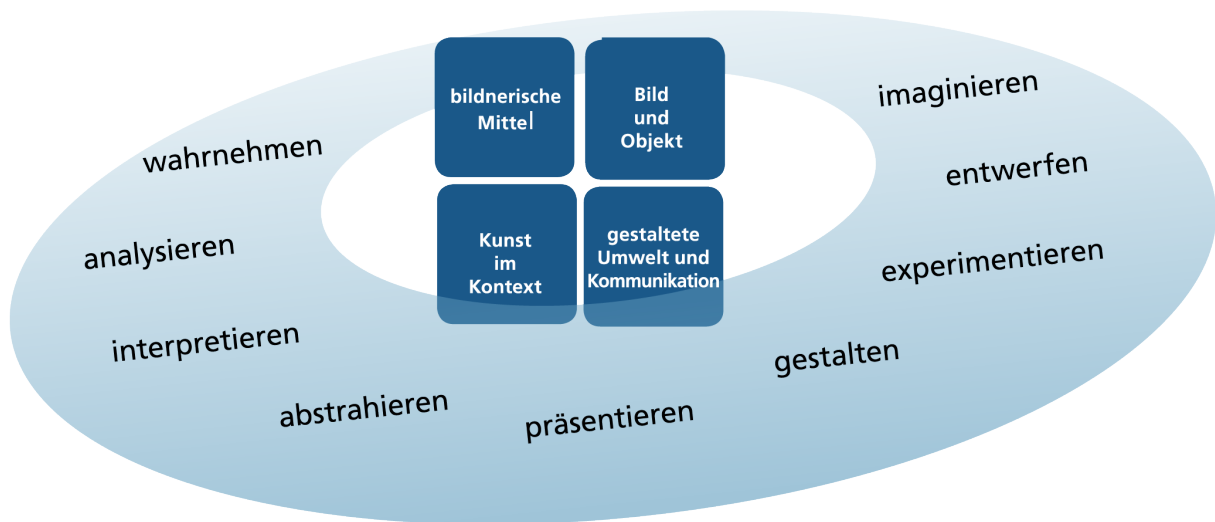 bildnerische
Mittel
Bild
und
Objekt
Kunst
im
Kontext
gestaltete
Umwelt und
Kommunikation
wahrnehmen
analysieren
interpretieren
abstrahieren
präsentieren
gestalten
experimentieren
entwerfen
imaginieren